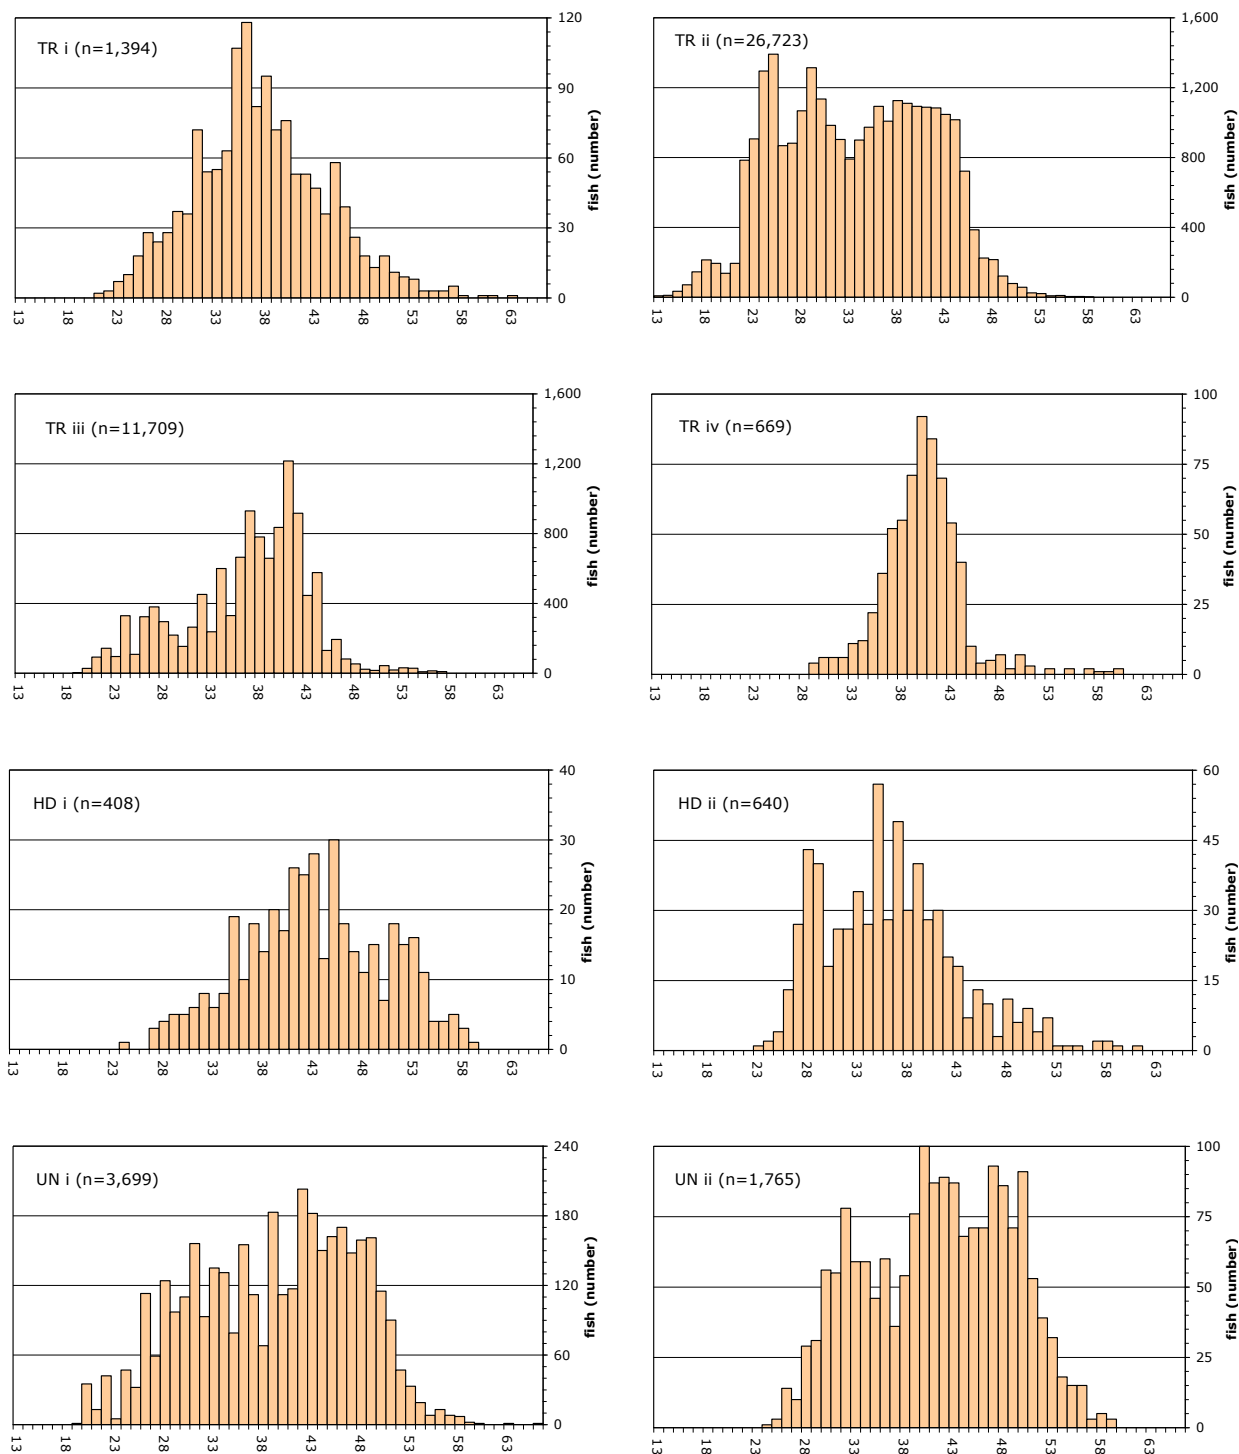 TR i (n=1,394)
120
90
60
30
0
fish (number)
13 18 23 28 33 38 43 48 53 58 63
TR ii (n=26,723)
1,600
1,200
800
400
0
fish (number)
13 18 23 28 33 38 43 48 53 58 63
TR iii (n=11,709)
1,600
1,200
800
400
0
fish (number)
13 18 23 28 33 38 43 48 53 58 63
TR iv (n=669)
100
75
50
25
0
fish (number)
13 18 23 28 33 38 43 48 53 58 63
HD i (n=408)
40
30
20
10
0
fish (number)
13 18 23 28 33 38 43 48 53 58 63
HD ii (n=640)
60
45
30
15
0
fish (number)
13 18 23 28 33 38 43 48 53 58 63
UN i (n=3,699)
240
180
120
60
0
fish (number)
13 18 23 28 33 38 43 48 53 58 63
UN ii (n=1,765)
100
75
50
25
0
fish (number)
13 18 23 28 33 38 43 48 53 58 63